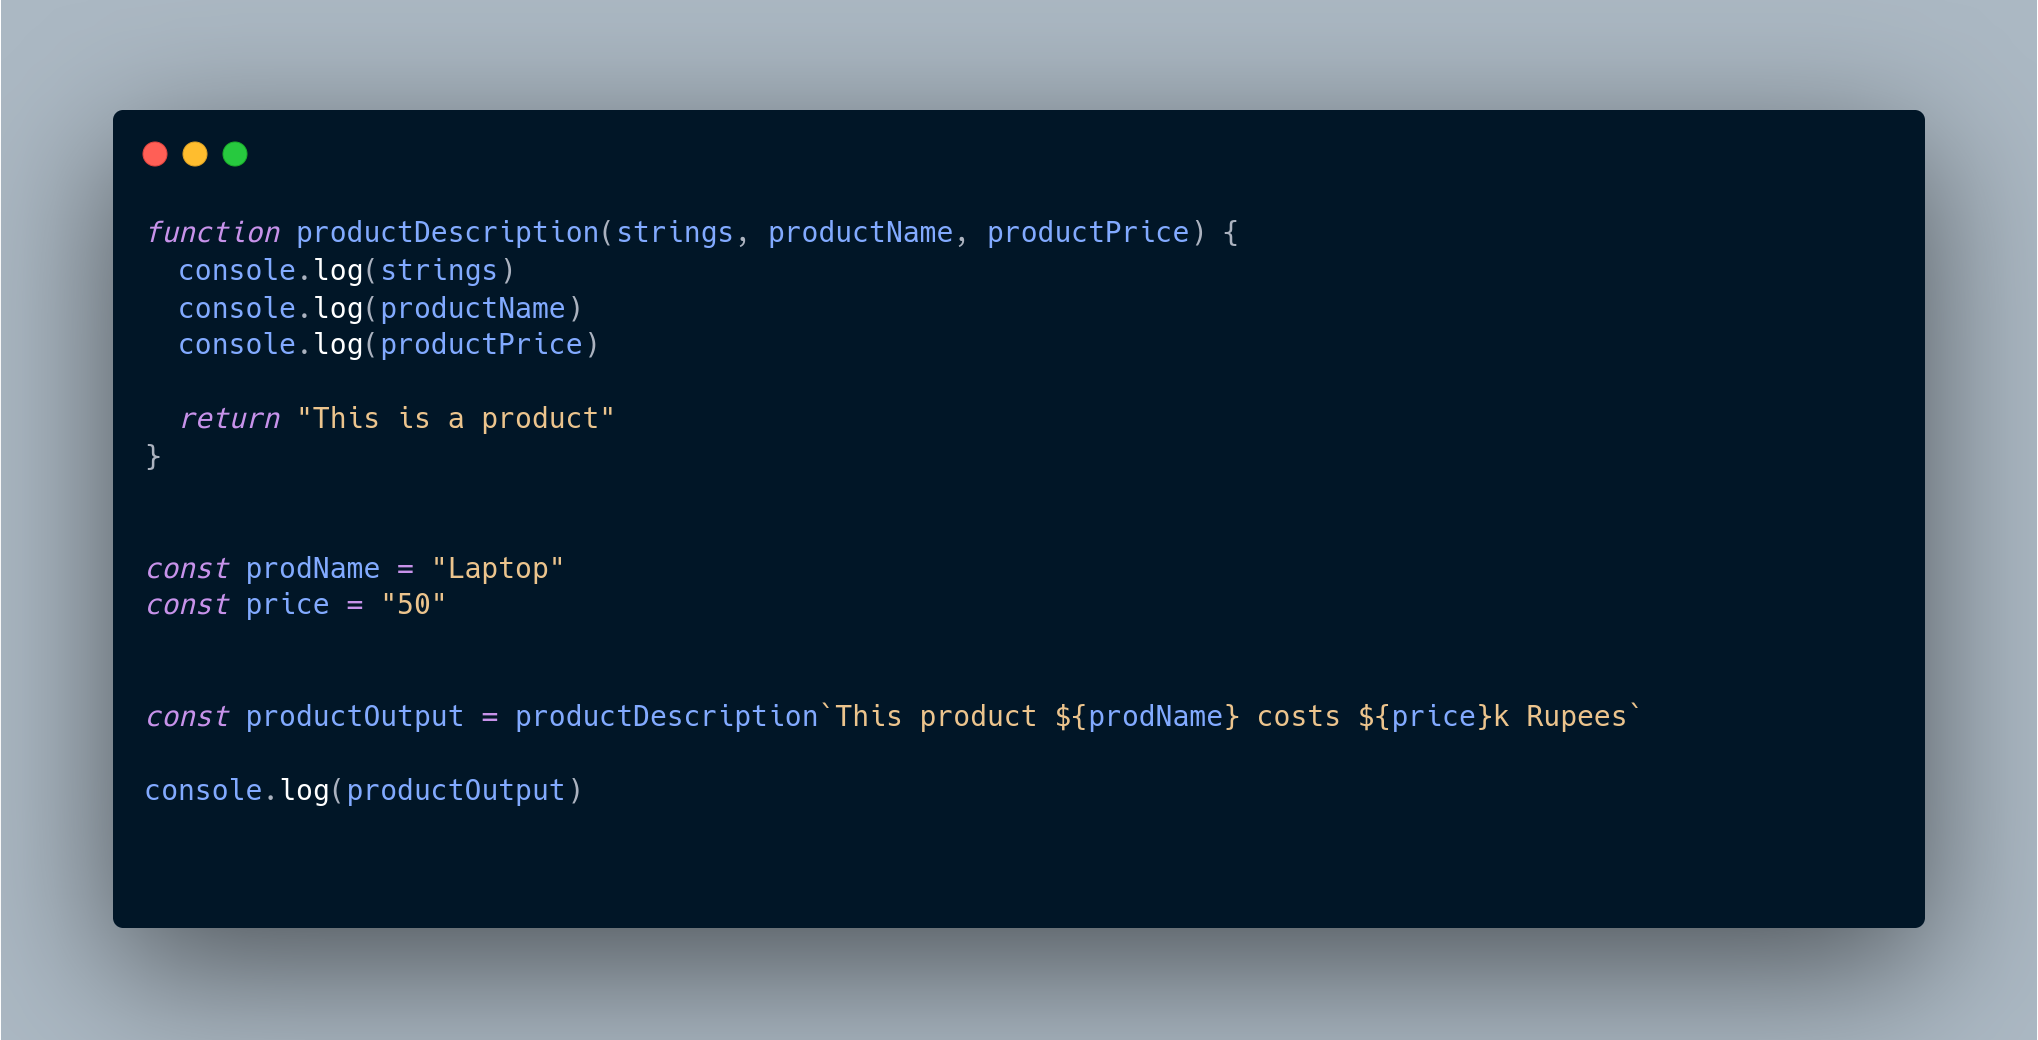 function productDescription(strings, productName, productPrice) {
  console.log(strings)
  console.log(productName)
  console.log(productPrice)

  return "This is a product"
}

const prodName = "Laptop"
const price = "50"

const productOutput = productDescription`This product ${prodName} costs ${price}k Rupees`

console.log(productOutput)